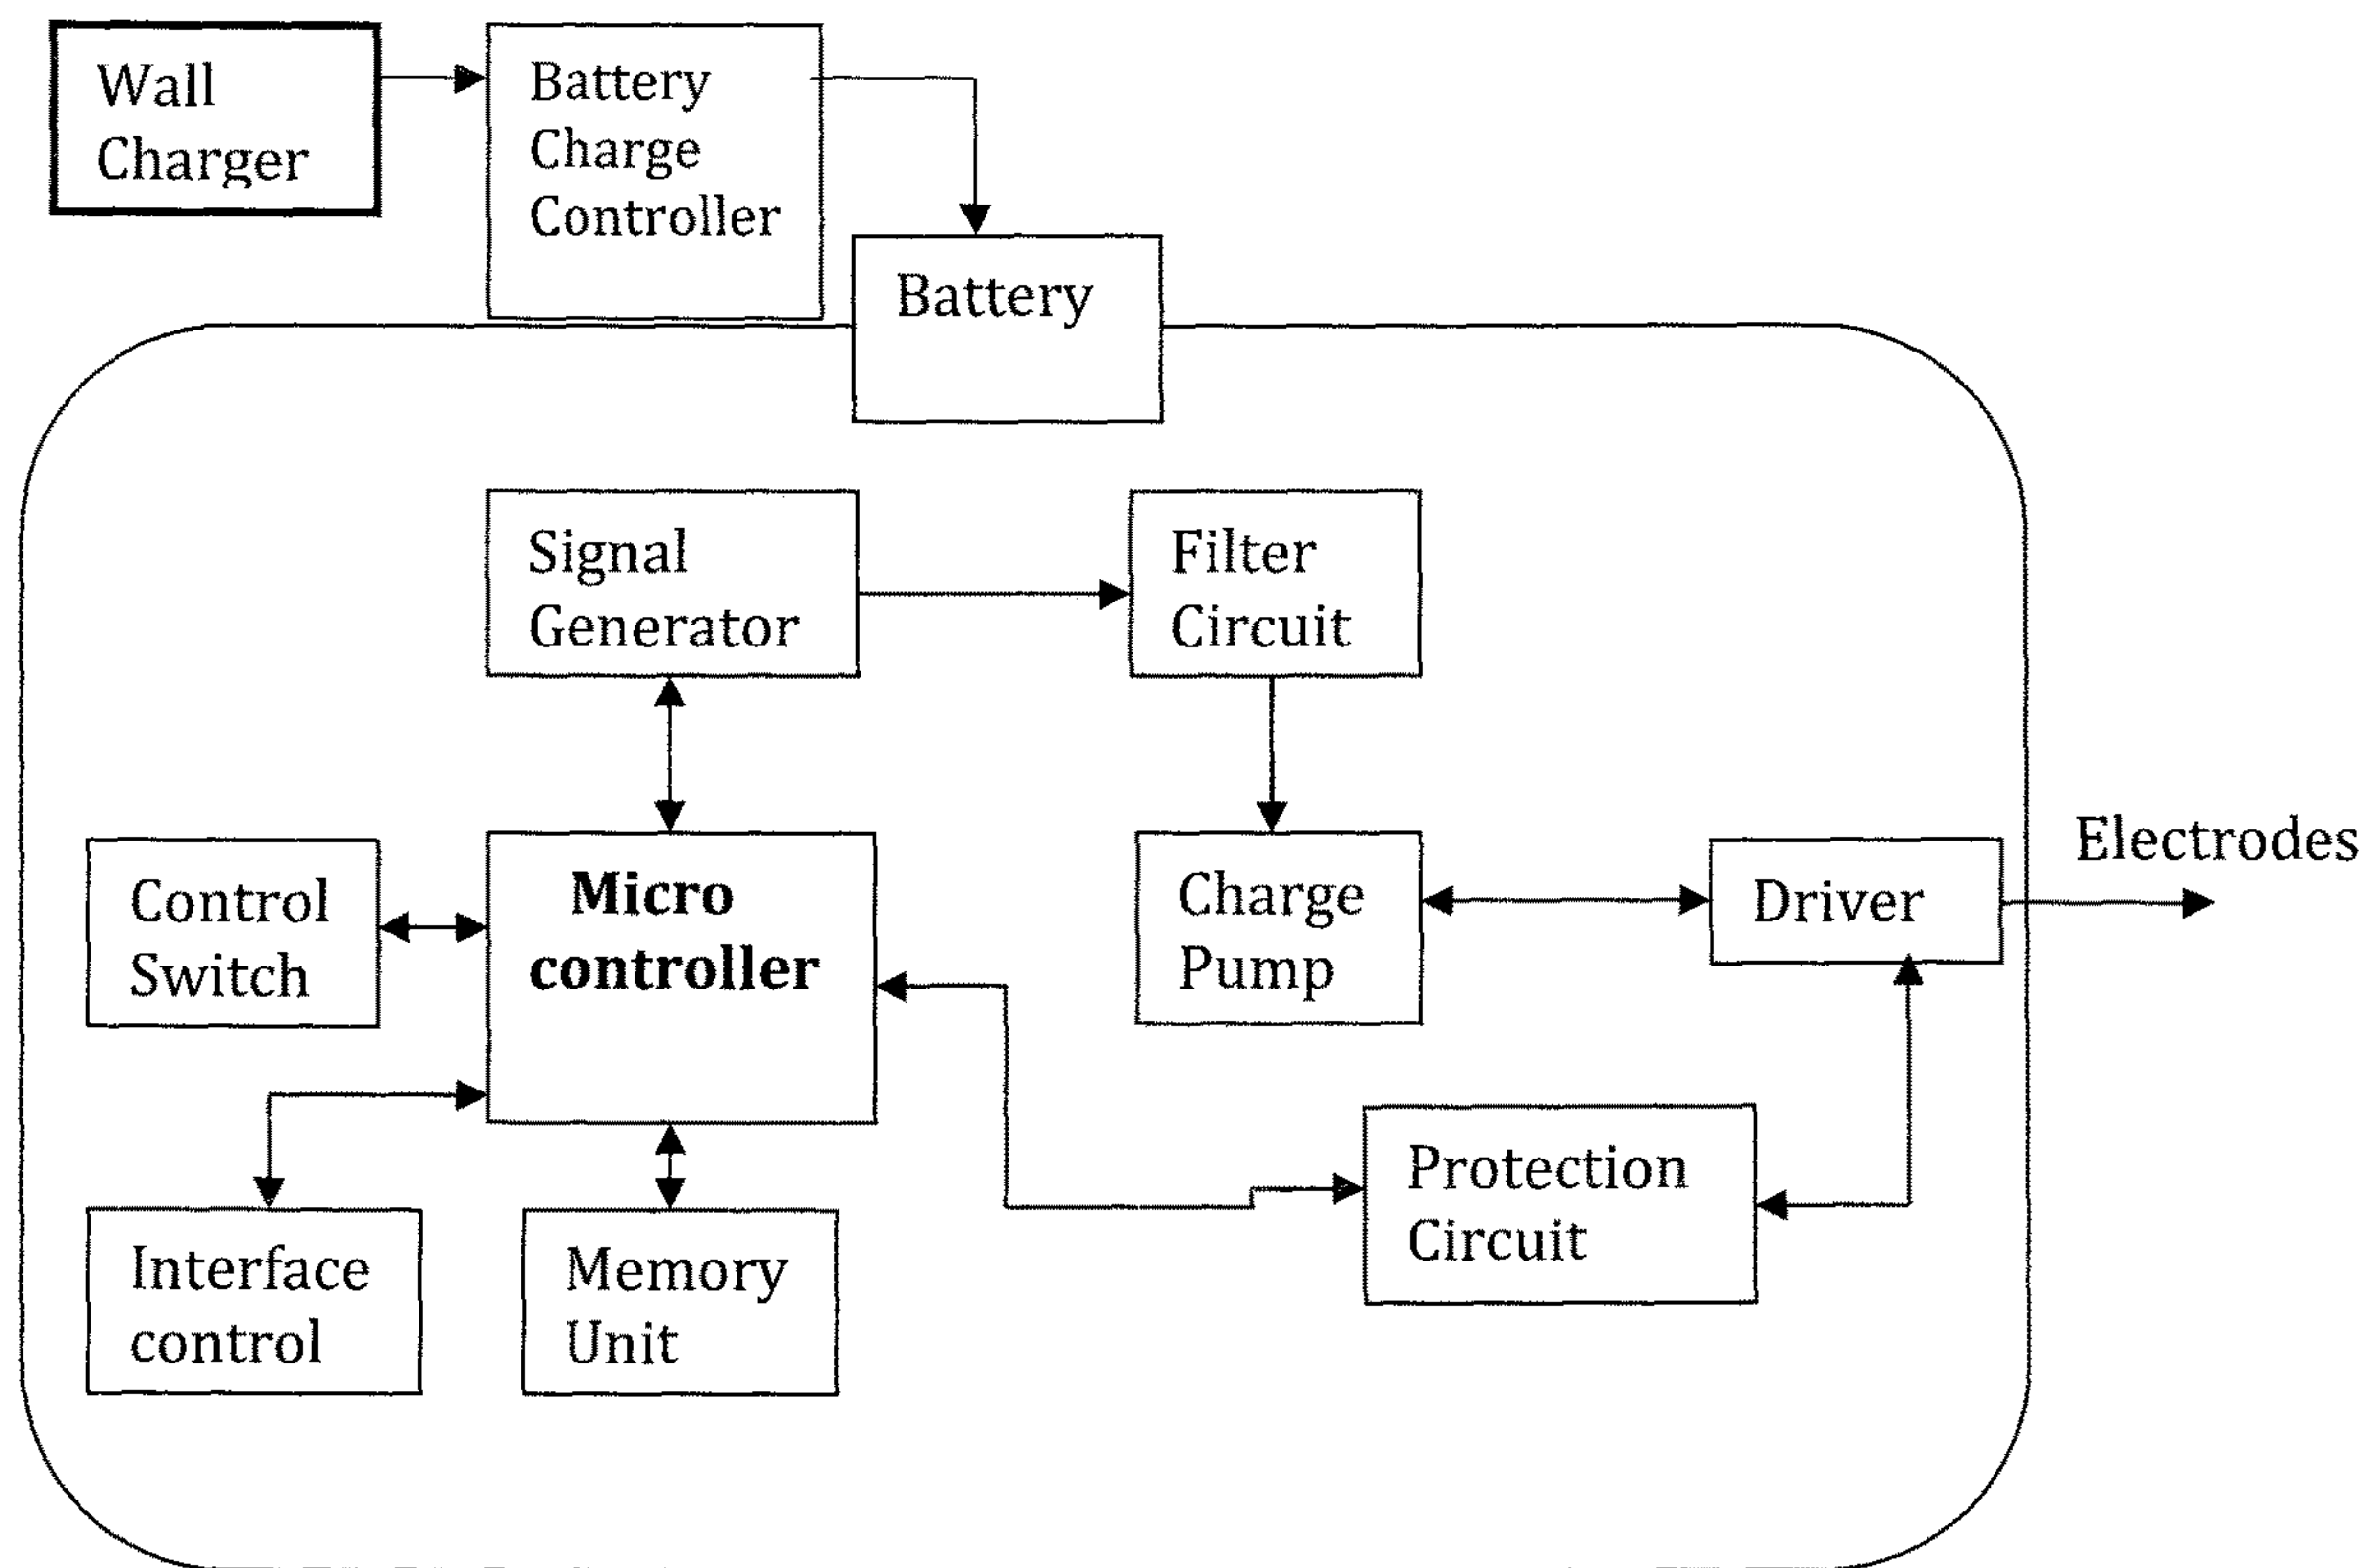 Wall
Charger
Battery
Charge
Controller
Battery
Signal
Generator
Filter
Circuit
Control
Switch
Micro
controller
Charge
Pump
Driver
Electrodes
Interface
control
Memory
Unit
Protection
Circuit